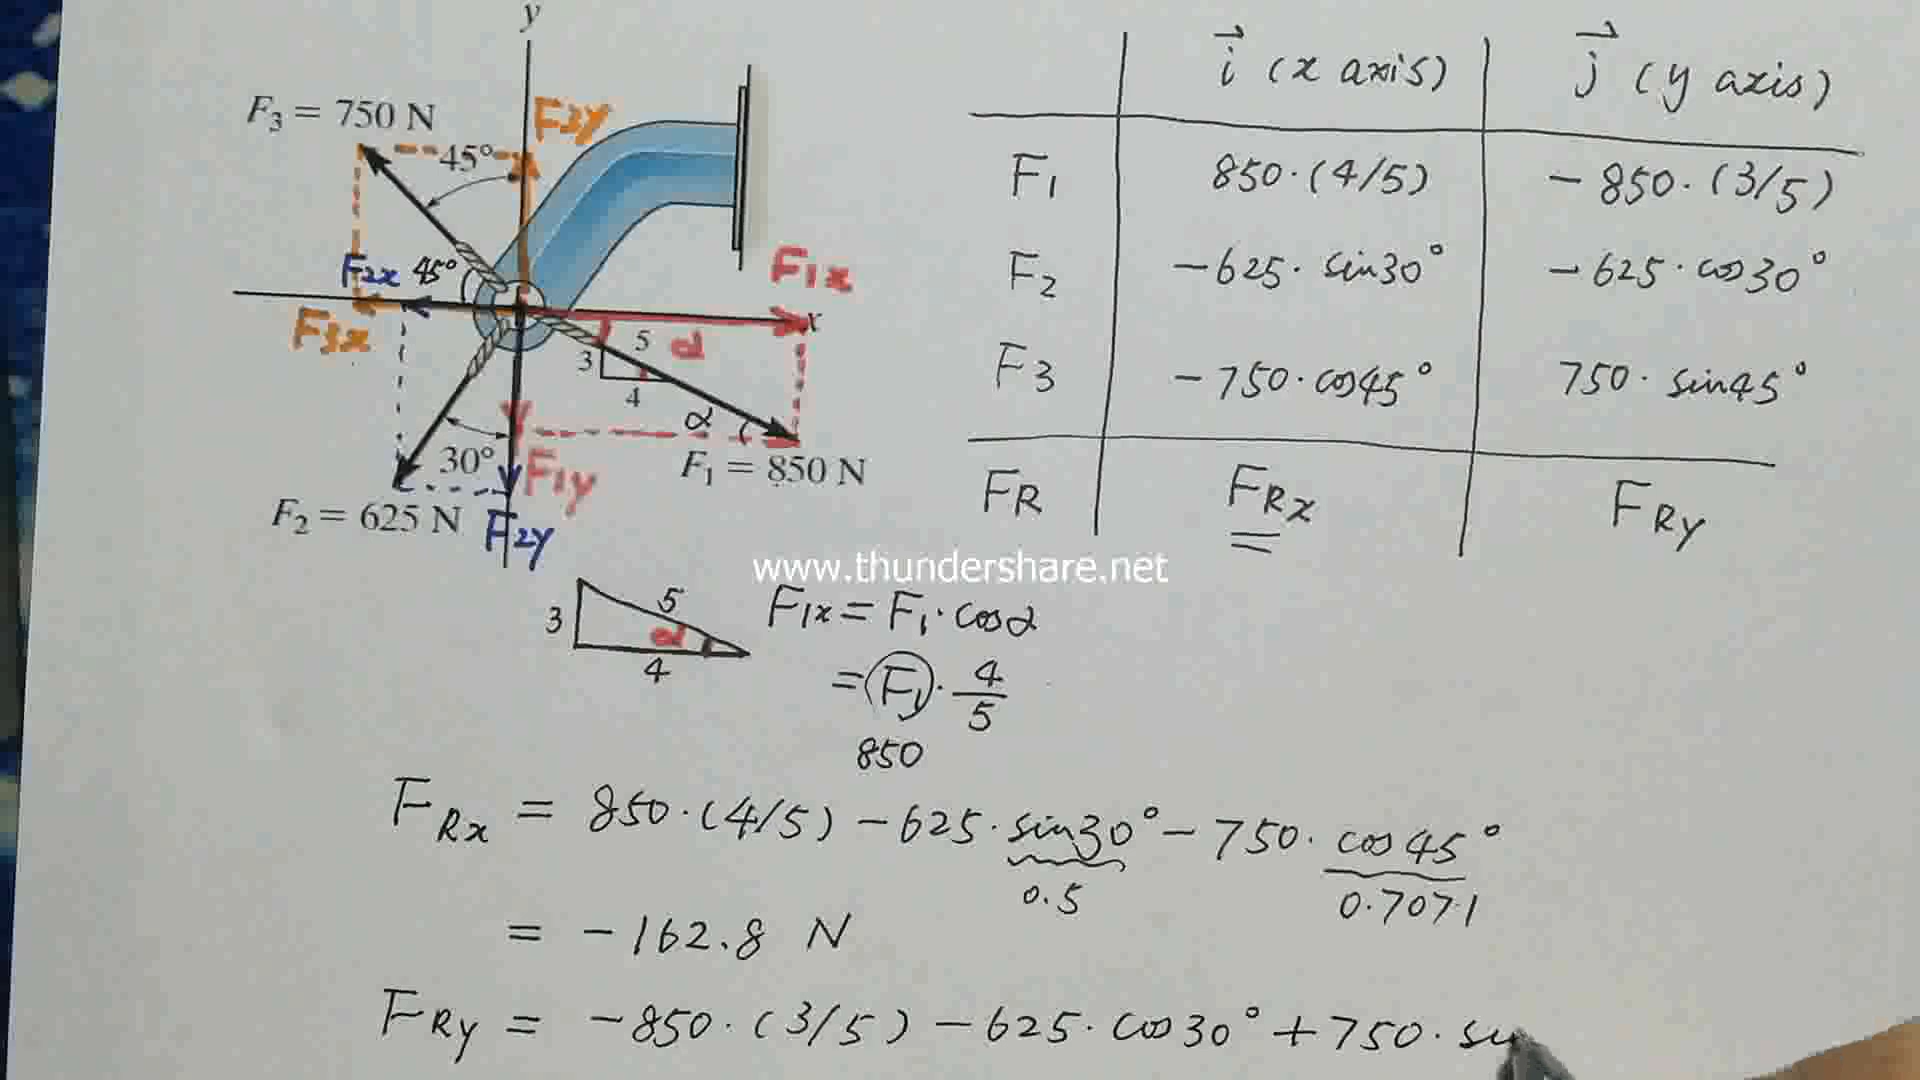 y
F₃ = 750 N
F3y
45°
F2x 45°
F3x
F1x
x
5 α
3
4
α
30°
F1y
F₁ = 850 N
F₂ = 625 N
F2y
i (x axis) j (y axis)
F1 850·(4/5) -850·(3/5)
F2 -625·sin30° -625·cos30°
F3 -750·cos45° 750·sin45°
FR FRx FRy
www.thundershare.net
3 5 α 4
F1x = F1·cosα
= F1 · 4/5
850
FRx = 850·(4/5) - 625·sin30° - 750·cos45°
0.5 0.7071
= -162.8 N
FRy = -850·(3/5) - 625·cos30° + 750·